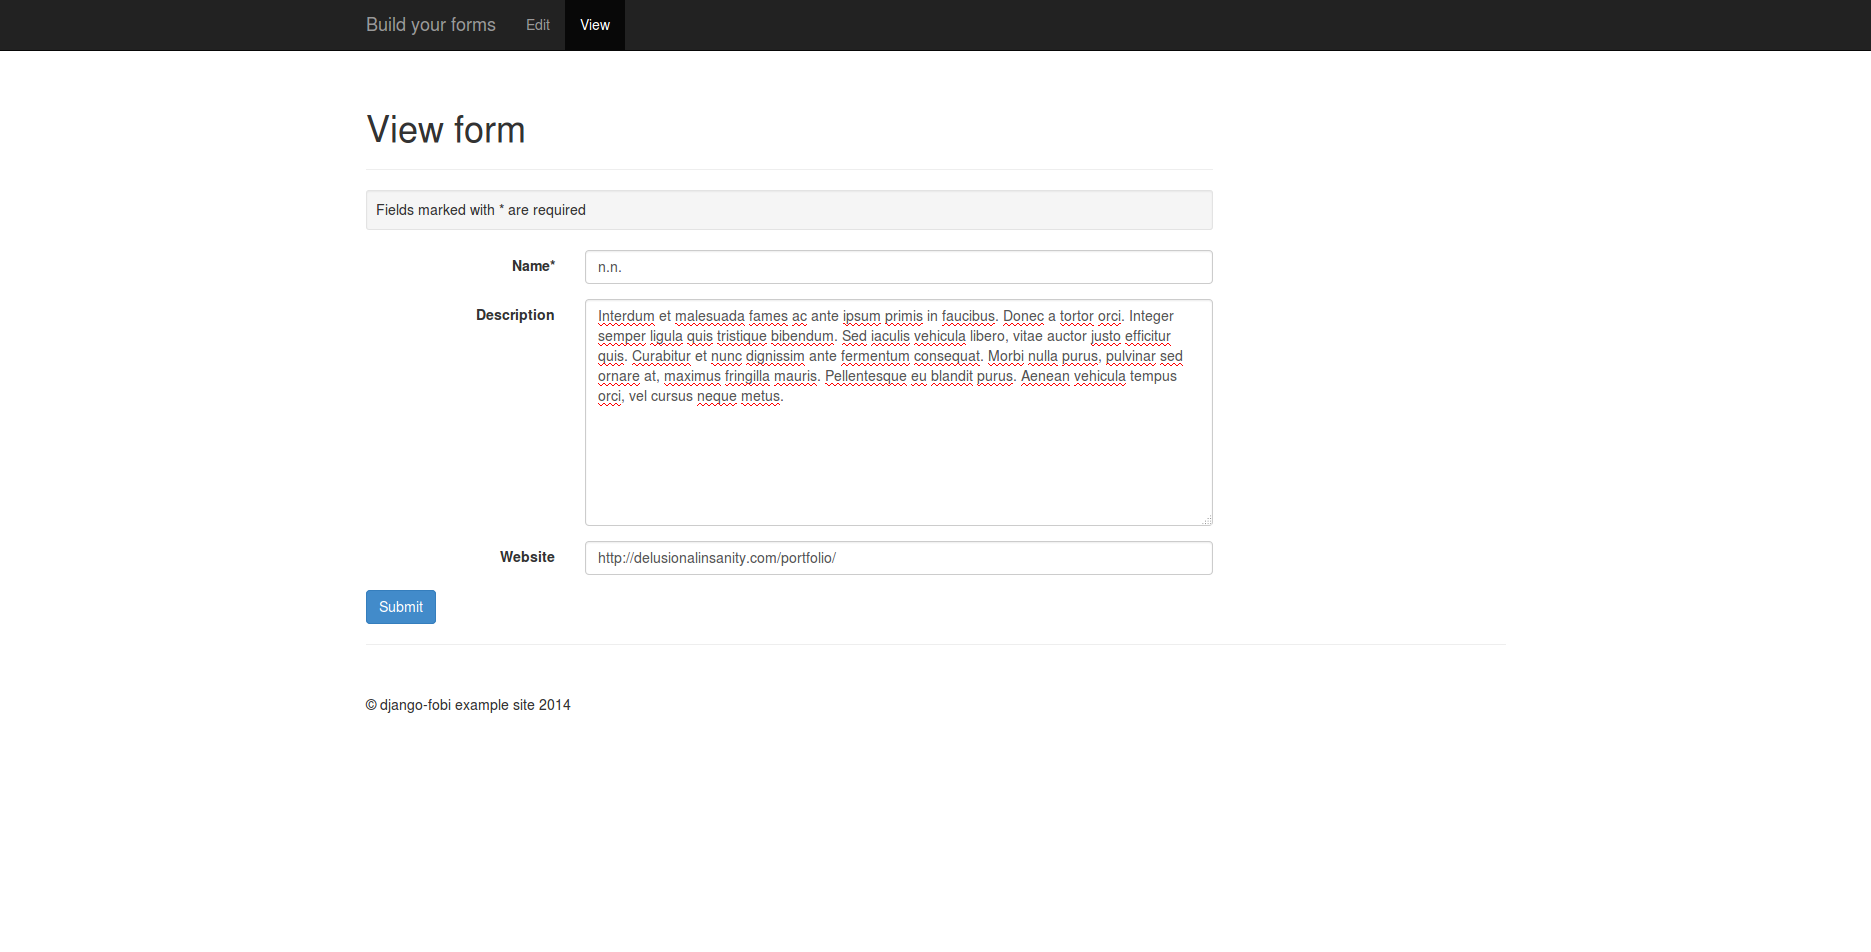 Build your forms Edit View
View form
Fields marked with * are required
Name* n.n.
Description
Interdum et malesuada fames ac ante ipsum primis in faucibus. Donec a tortor orci. Integer
semper ligula quis tristique bibendum. Sed iaculis vehicula libero, vitae auctor justo efficitur
quis. Curabitur et nunc dignissim ante fermentum consequat. Morbi nulla purus, pulvinar sed
ornare at, maximus fringilla mauris. Pellentesque eu blandit purus. Aenean vehicula tempus
orci, vel cursus neque metus.
Website http://delusionalinsanity.com/portfolio/
Submit
© django-fobi example site 2014